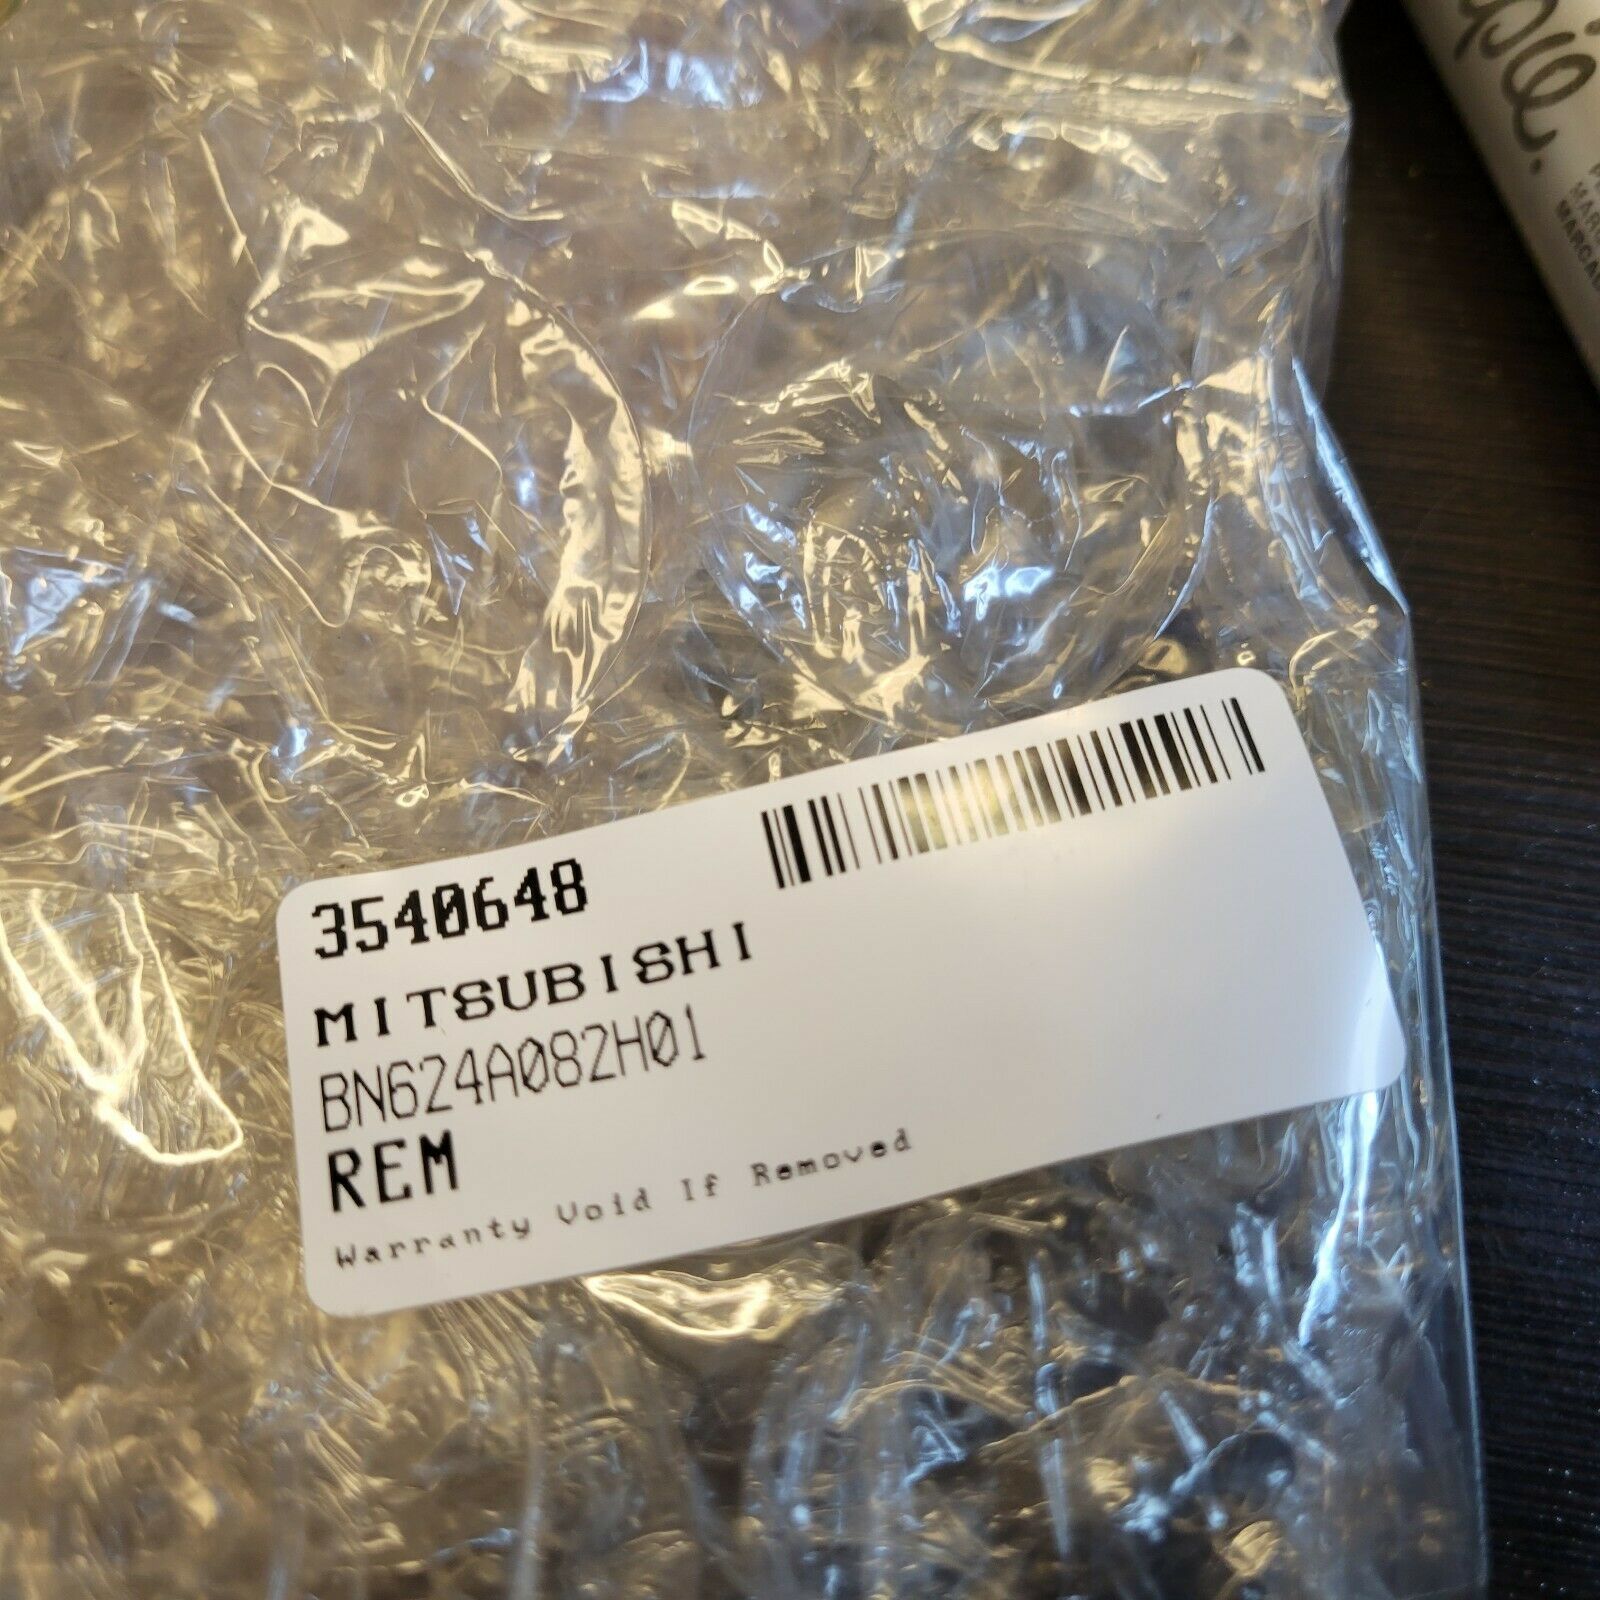 3540648
MITSUBISHI
BN624A082H01
REM
Warranty Void If Removed